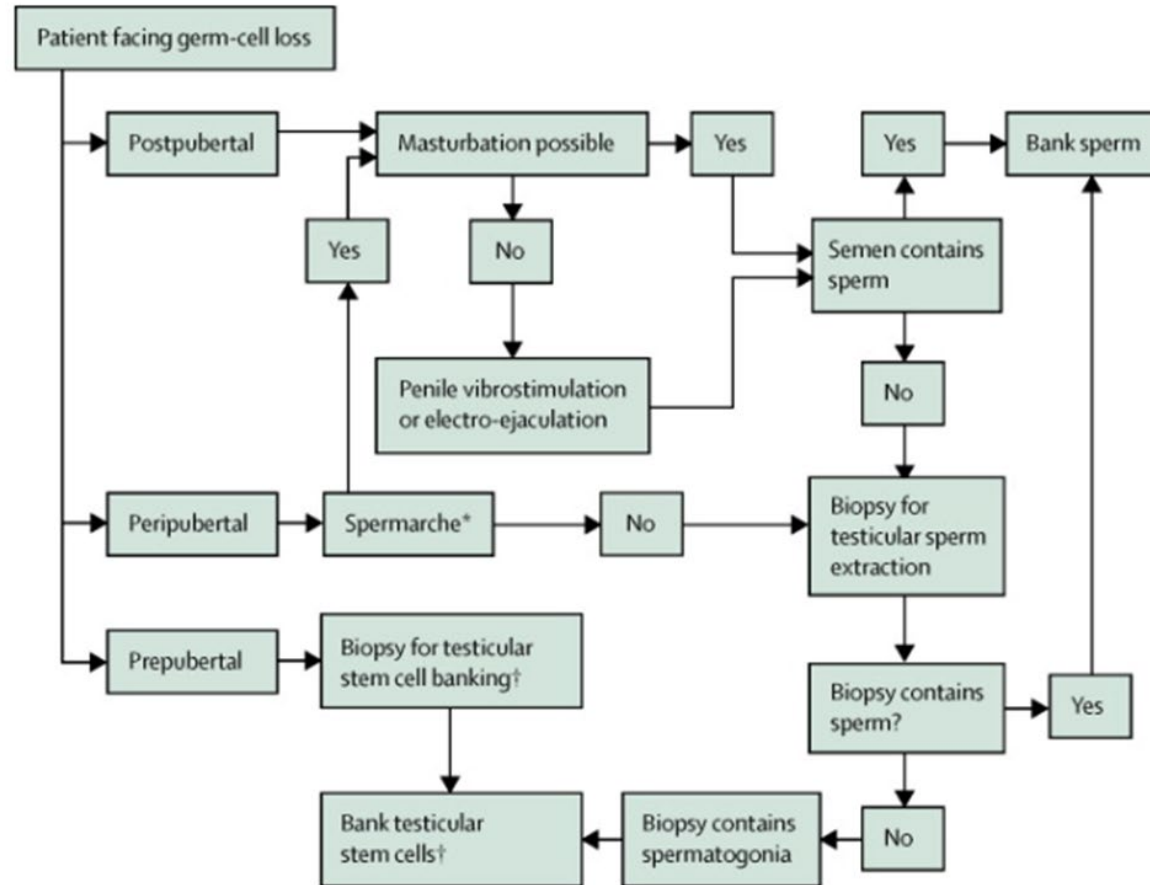 Patient facing germ-cell loss
Postpubertal
Masturbation possible
Yes
Yes
Bank sperm
Yes
No
Semen contains
sperm
Penile vibrostimulation
or electro-ejaculation
No
Peripubertal
Spermarche*
No
Biopsy for
testicular sperm
extraction
Prepubertal
Biopsy for testicular
stem cell banking†
Biopsy contains
sperm?
Yes
Bank testicular
stem cells†
Biopsy contains
spermatogonia
No